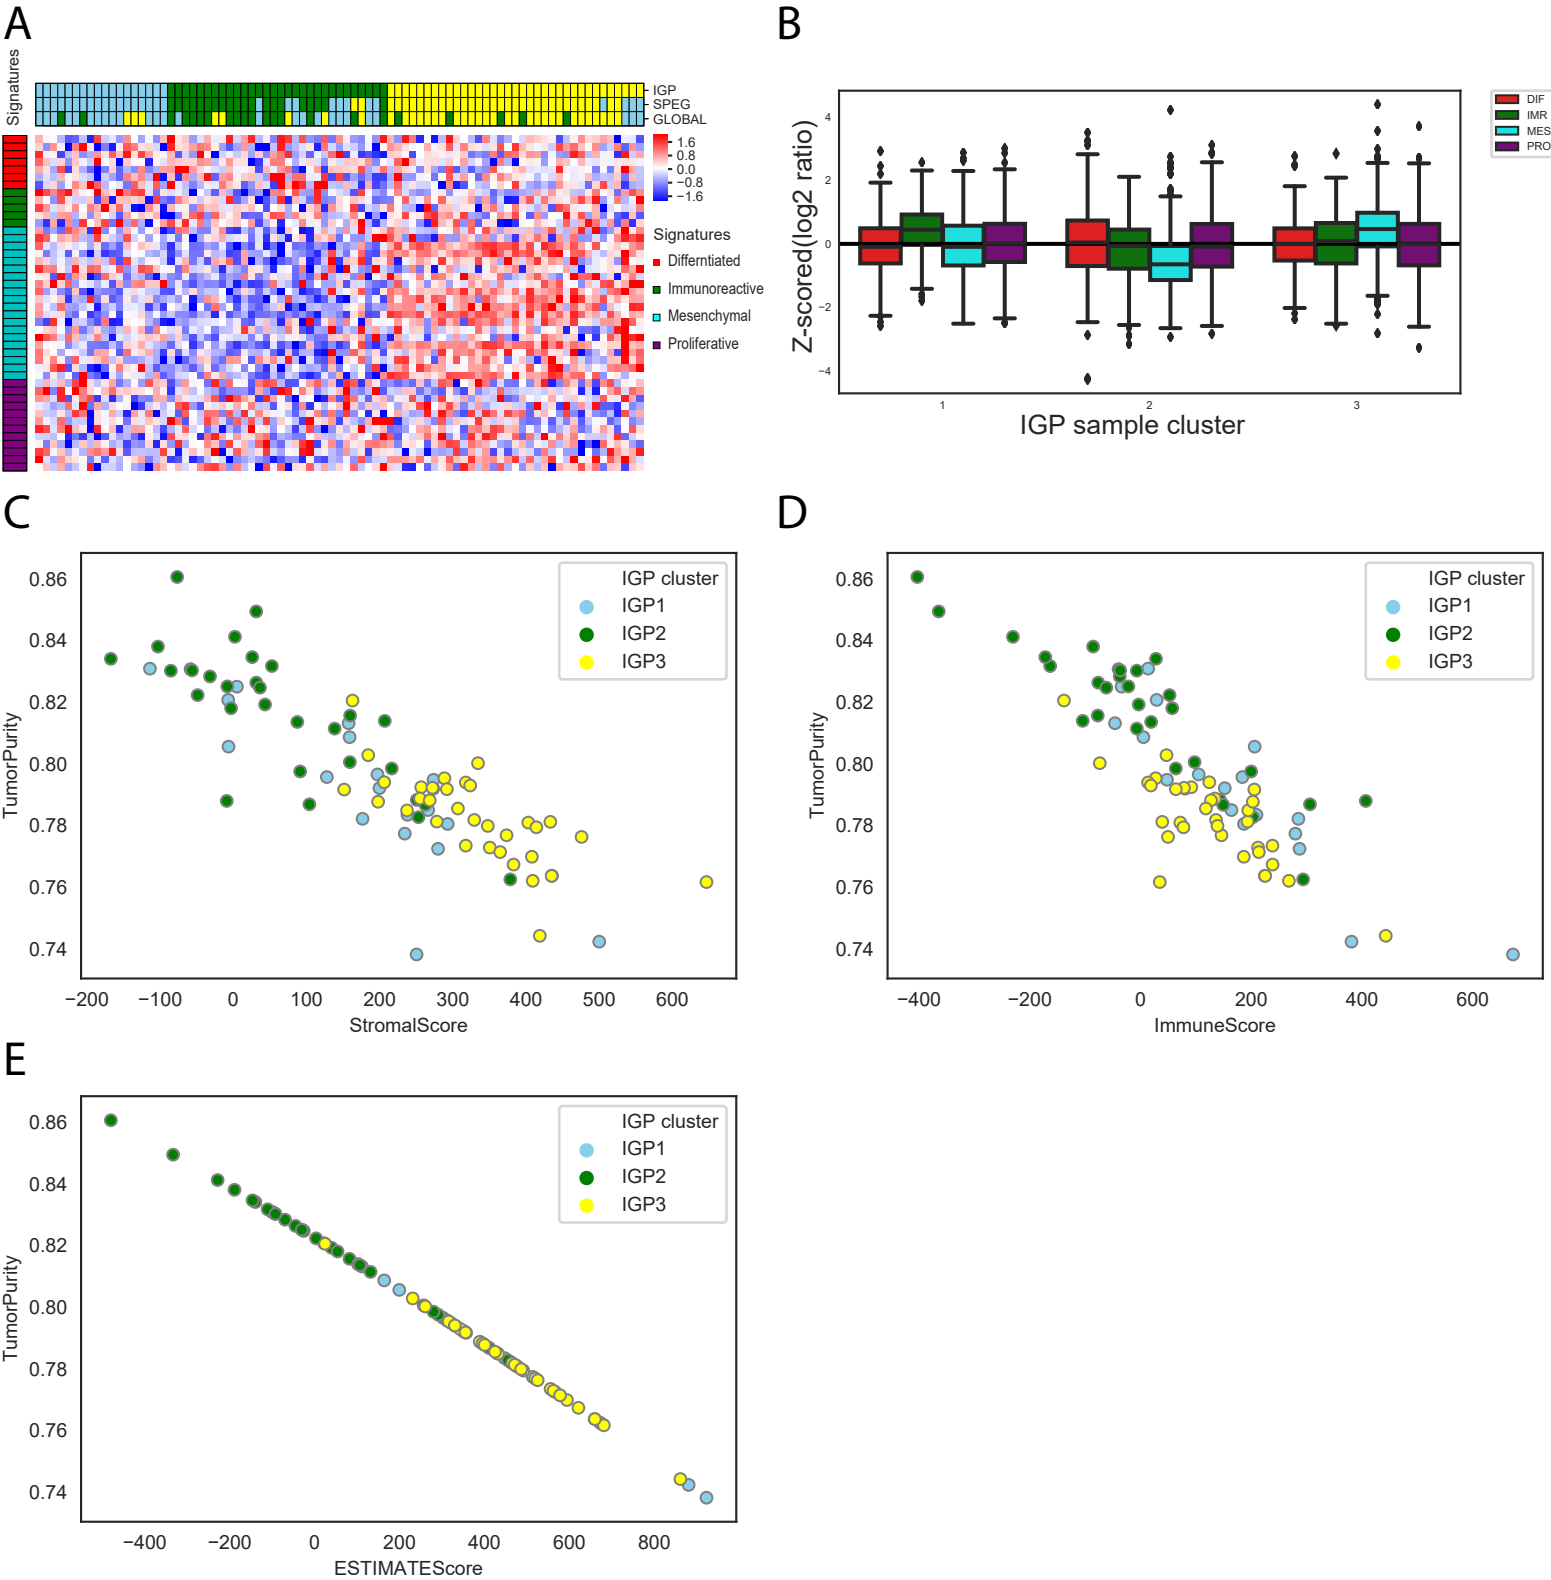 A
Signatures
IGP
SPEG
GLOBAL
1.6
0.8
0.0
−0.8
−1.6
Signatures
Differntiated
Immunoreactive
Mesenchymal
Proliferative
B
Z-scored(log2 ratio)
4
2
0
−2
−4
1 2 3
IGP sample cluster
DIF
IMR
MES
PRO
C
TumorPurity
0.86
0.84
0.82
0.80
0.78
0.76
0.74
−200 −100 0 100 200 300 400 500 600
StromalScore
IGP cluster
IGP1
IGP2
IGP3
D
TumorPurity
0.86
0.84
0.82
0.80
0.78
0.76
0.74
−400 −200 0 200 400 600
ImmuneScore
IGP cluster
IGP1
IGP2
IGP3
E
TumorPurity
0.86
0.84
0.82
0.80
0.78
0.76
0.74
−400 −200 0 200 400 600 800
ESTIMATEScore
IGP cluster
IGP1
IGP2
IGP3